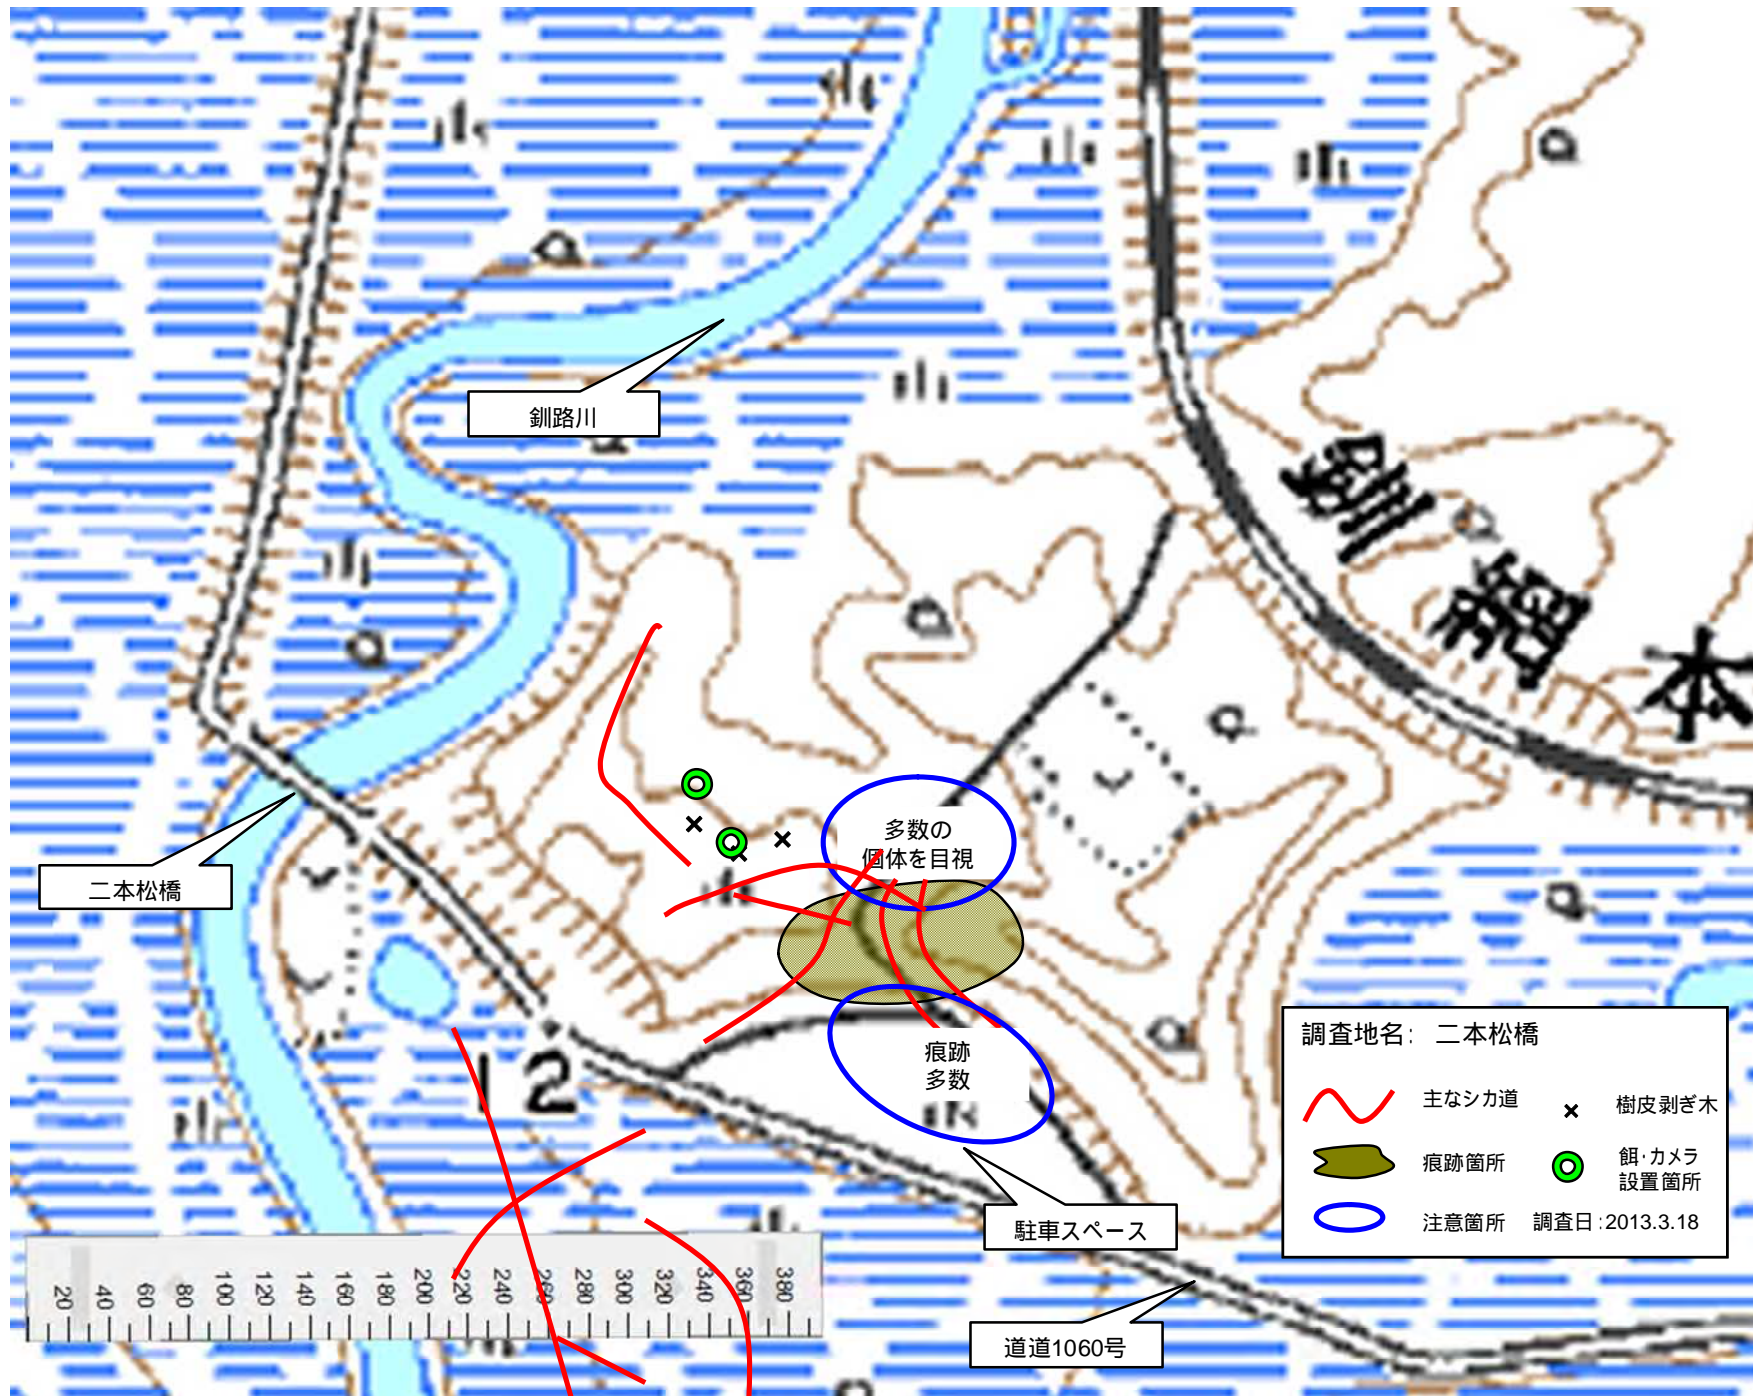 釧路川
釧
網
本
多数の
個体を目視
二本松橋
12
痕跡
多数
駐車スペース
道道1060号
調査地名： 二本松橋
主なシカ道
樹皮剥ぎ木
痕跡箇所
餌・カメラ
設置箇所
注意箇所
調査日：2013.3.18
20 40 60 80 100 120 140 160 180 200 220 240 260 280 300 320 340 360 380